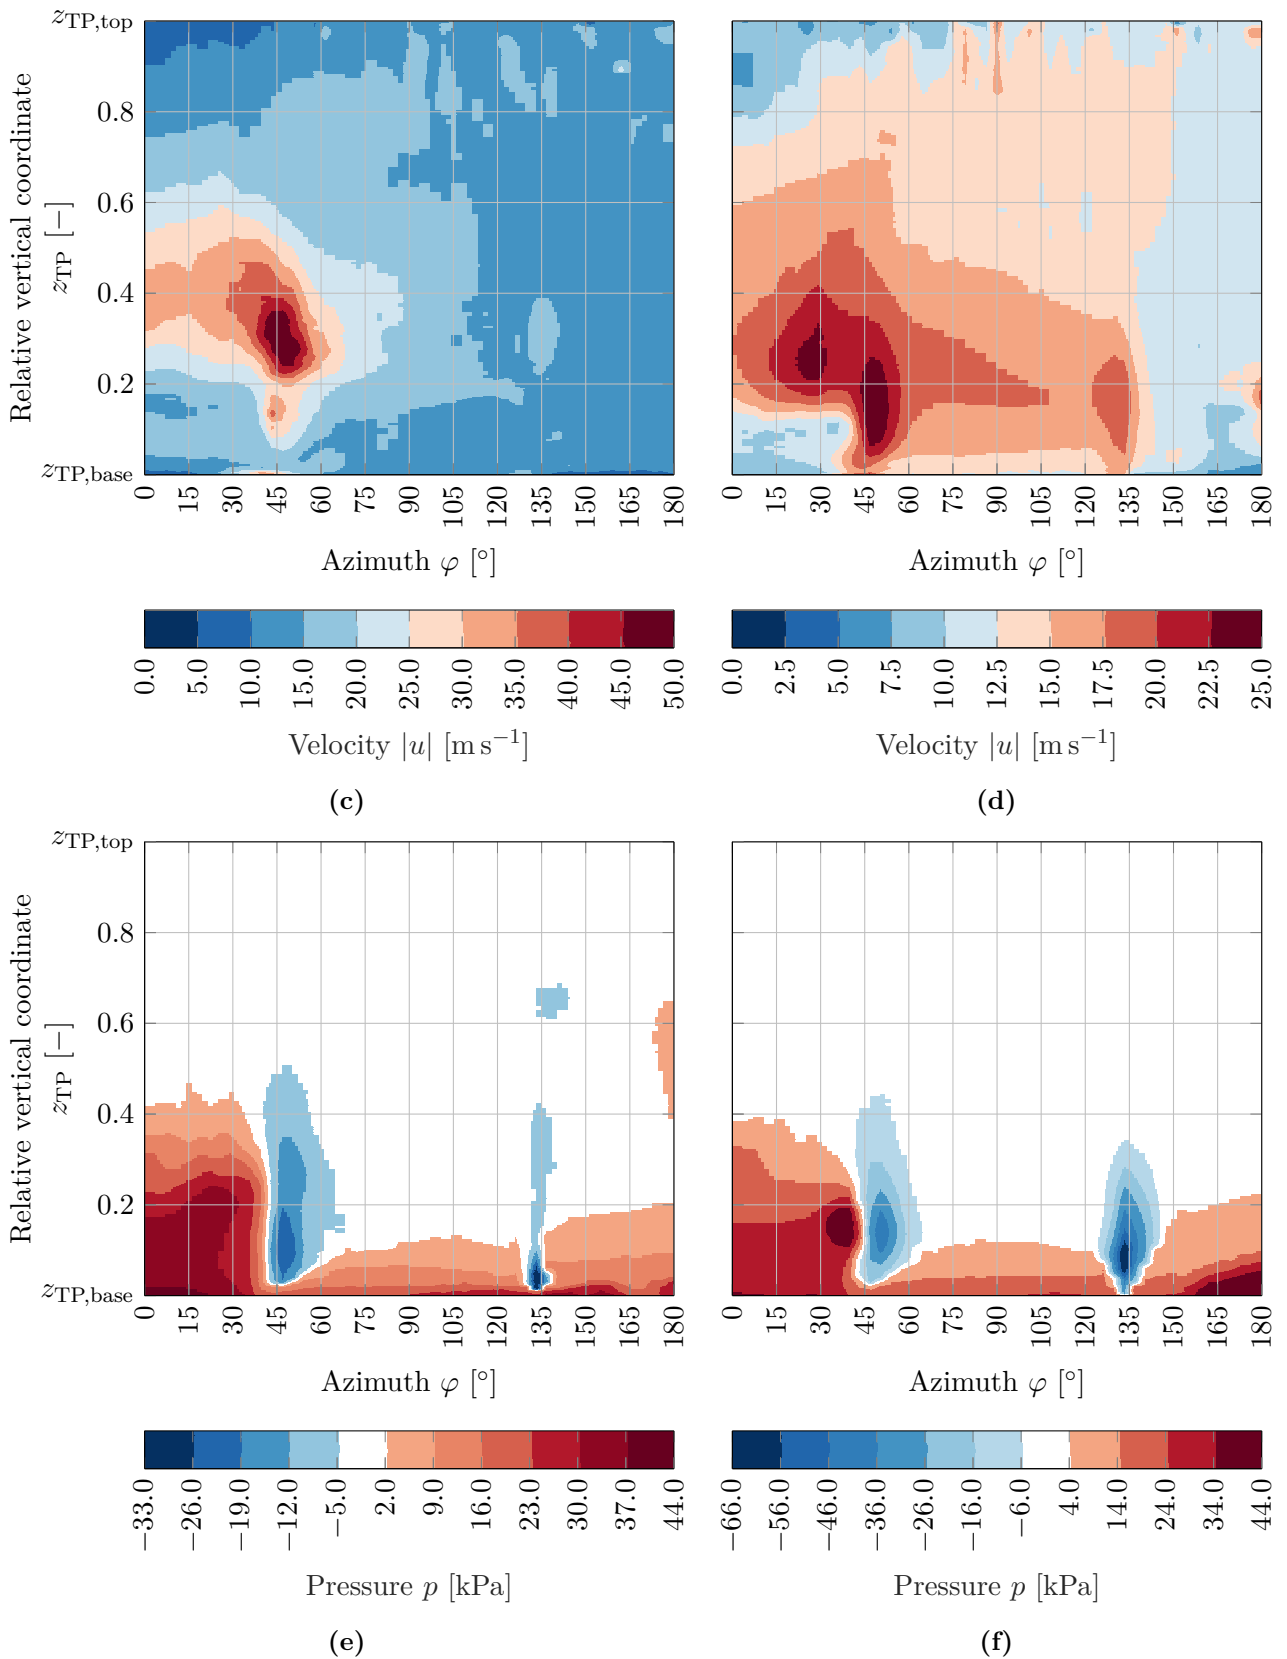 z_TP,top
0.8
0.6
0.4
0.2
z_TP,base
Relative vertical coordinate
z_TP [−]
0 15 30 45 60 75 90 105 120 135 150 165 180
0 15 30 45 60 75 90 105 120 135 150 165 180
Azimuth φ [°]
Azimuth φ [°]
0.0 5.0 10.0 15.0 20.0 25.0 30.0 35.0 40.0 45.0 50.0
0.0 2.5 5.0 7.5 10.0 12.5 15.0 17.5 20.0 22.5 25.0
Velocity |u| [m s⁻¹]
Velocity |u| [m s⁻¹]
(c)
(d)
z_TP,top
0.8
0.6
0.4
0.2
z_TP,base
Relative vertical coordinate
z_TP [−]
0 15 30 45 60 75 90 105 120 135 150 165 180
0 15 30 45 60 75 90 105 120 135 150 165 180
Azimuth φ [°]
Azimuth φ [°]
−33.0 −26.0 −19.0 −12.0 −5.0 2.0 9.0 16.0 23.0 30.0 37.0 44.0
−66.0 −56.0 −46.0 −36.0 −26.0 −16.0 −6.0 4.0 14.0 24.0 34.0 44.0
Pressure p [kPa]
Pressure p [kPa]
(e)
(f)